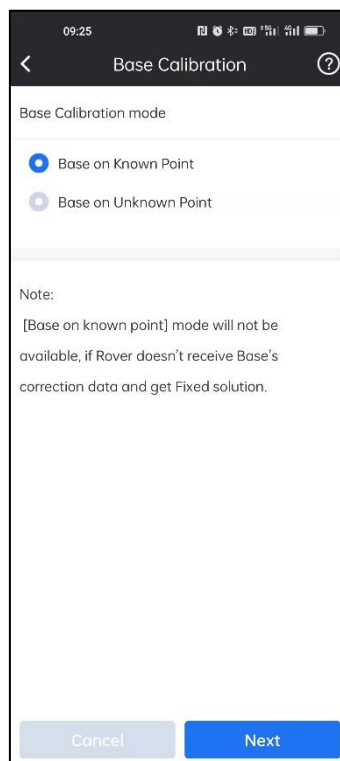 09:25
Base Calibration
Base Calibration mode
Base on Known Point
Base on Unknown Point
Note:
[Base on known point] mode will not be
available, if Rover doesn't receive Base's
correction data and get Fixed solution.
Cancel Next